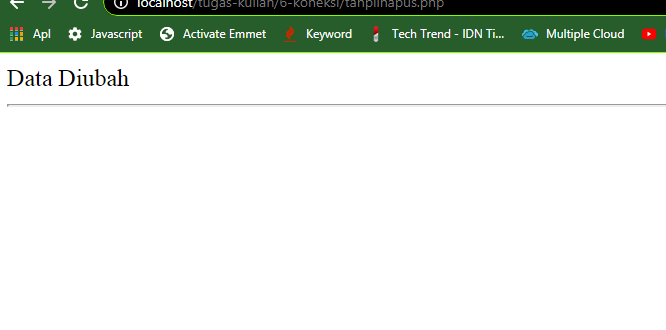 localhost/tugas-kuliah/6-koneksi/tanpilhapus.php
Apl Javascript Activate Emmet Keyword Tech Trend - IDN Ti... Multiple Cloud
Data Diubah